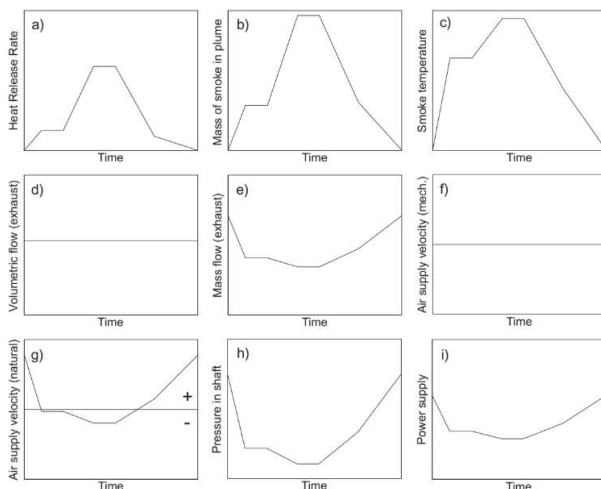 a)
Heat Release Rate
Time
b)
Mass of smoke in plume
Time
c)
Smoke temperature
Time
d)
Volumetric flow (exhaust)
Time
e)
Mass flow (exhaust)
Time
f)
Air supply velocity (mech.)
Time
g)
Air supply velocity (natural)
+
-
Time
h)
Pressure in shaft
Time
i)
Power supply
Time